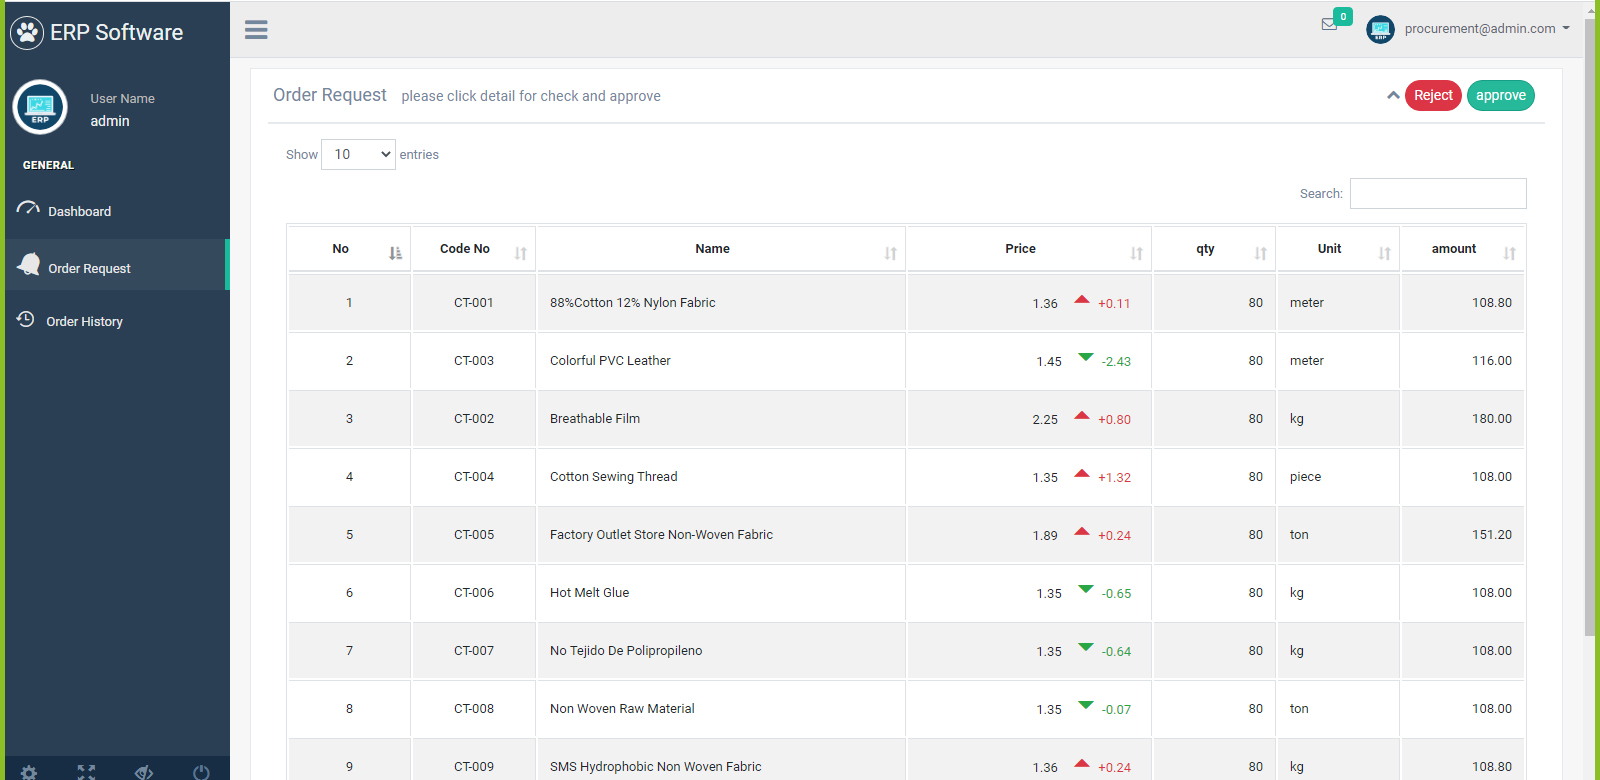 ERP Software
0
procurement@admin.com
ERP
User Name
admin
GENERAL
Dashboard
Order Request
Order History
Order Request please click detail for check and approve Reject approve
Show 10 entries
Search:
No Code No Name Price qty Unit amount
1 CT-001 88%Cotton 12% Nylon Fabric 1.36 +0.11 80 meter 108.80
2 CT-003 Colorful PVC Leather 1.45 -2.43 80 meter 116.00
3 CT-002 Breathable Film 2.25 +0.80 80 kg 180.00
4 CT-004 Cotton Sewing Thread 1.35 +1.32 80 piece 108.00
5 CT-005 Factory Outlet Store Non-Woven Fabric 1.89 +0.24 80 ton 151.20
6 CT-006 Hot Melt Glue 1.35 -0.65 80 kg 108.00
7 CT-007 No Tejido De Polipropileno 1.35 -0.64 80 kg 108.00
8 CT-008 Non Woven Raw Material 1.35 -0.07 80 ton 108.00
9 CT-009 SMS Hydrophobic Non Woven Fabric 1.36 +0.24 80 kg 108.80